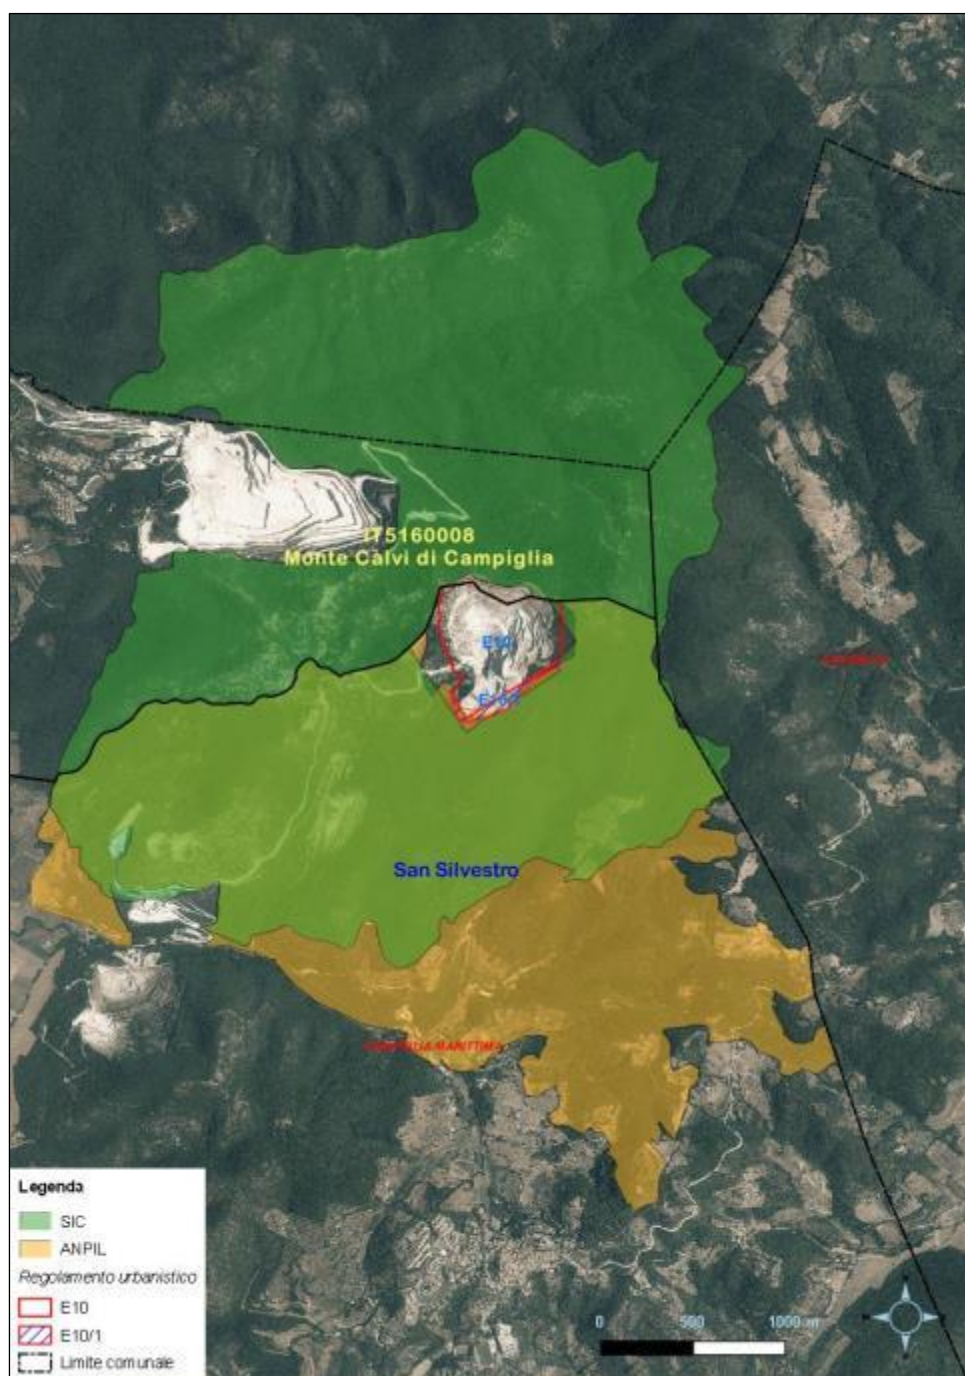 IT5160008
Monte Calvi di Campiglia
E10
E10/1
San Silvestro
MARITTIMA
Legenda
SIC
ANPIL
Regolamento urbanistico
E10
E10/1
Limite comunale
0 500 1000 m